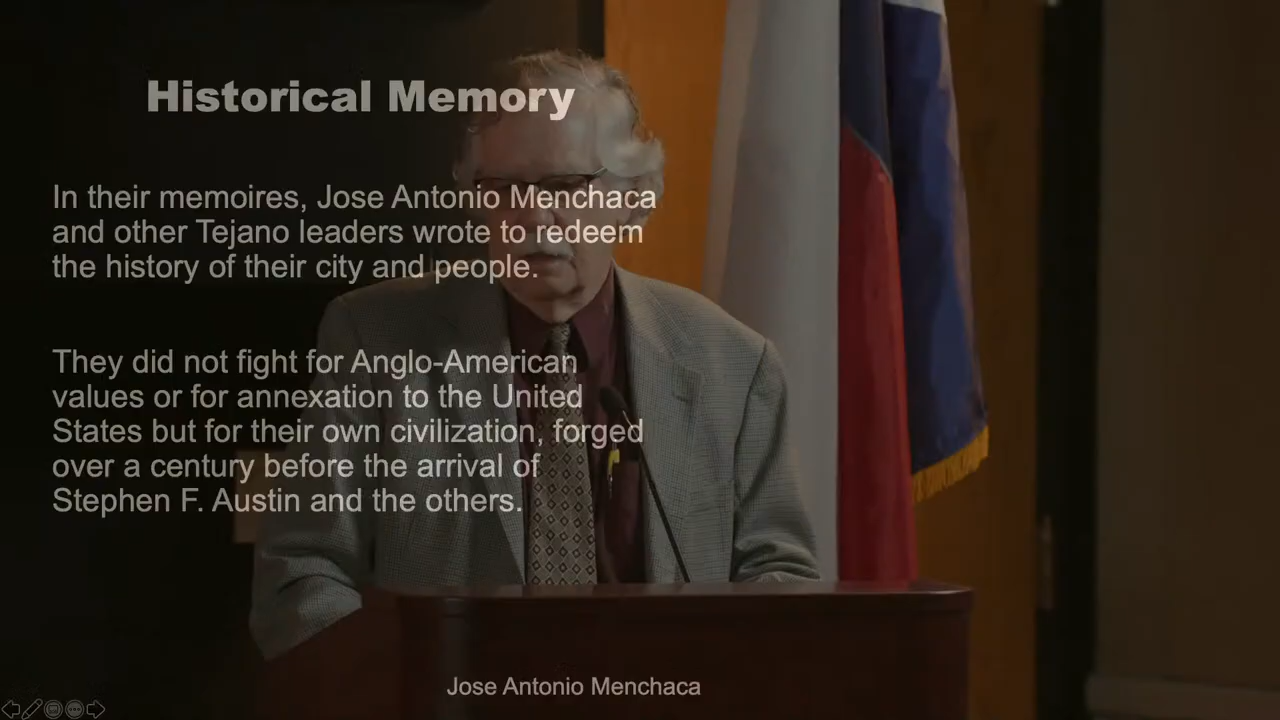 Historical Memory
In their memoires, Jose Antonio Menchaca
and other Tejano leaders wrote to redeem
the history of their city and people.
They did not fight for Anglo-American
values or for annexation to the United
States but for their own civilization, forged
over a century before the arrival of
Stephen F. Austin and the others.
Jose Antonio Menchaca